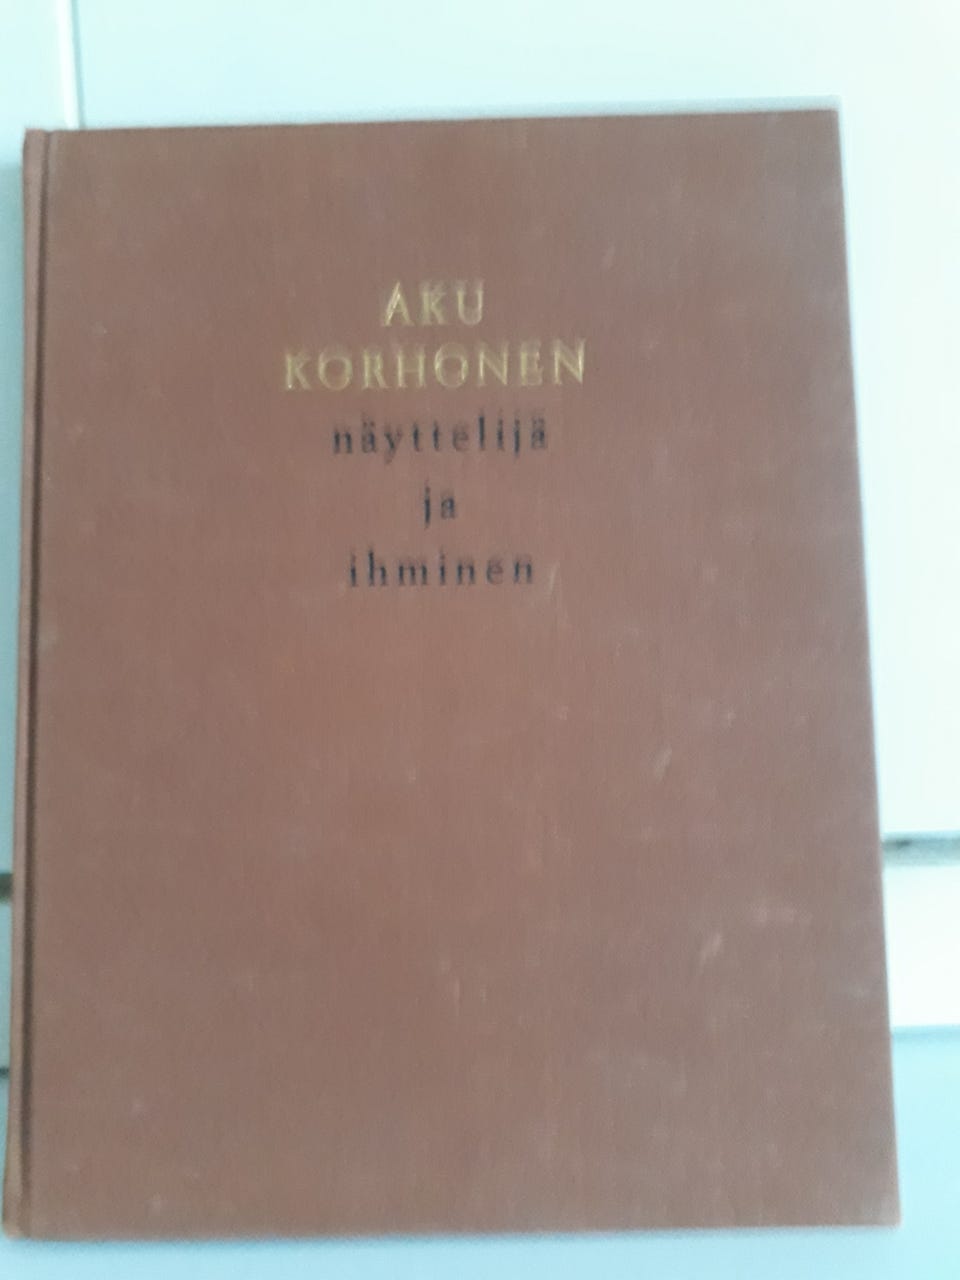 AKU
KORHONEN
näyttelijä
ja
ihminen